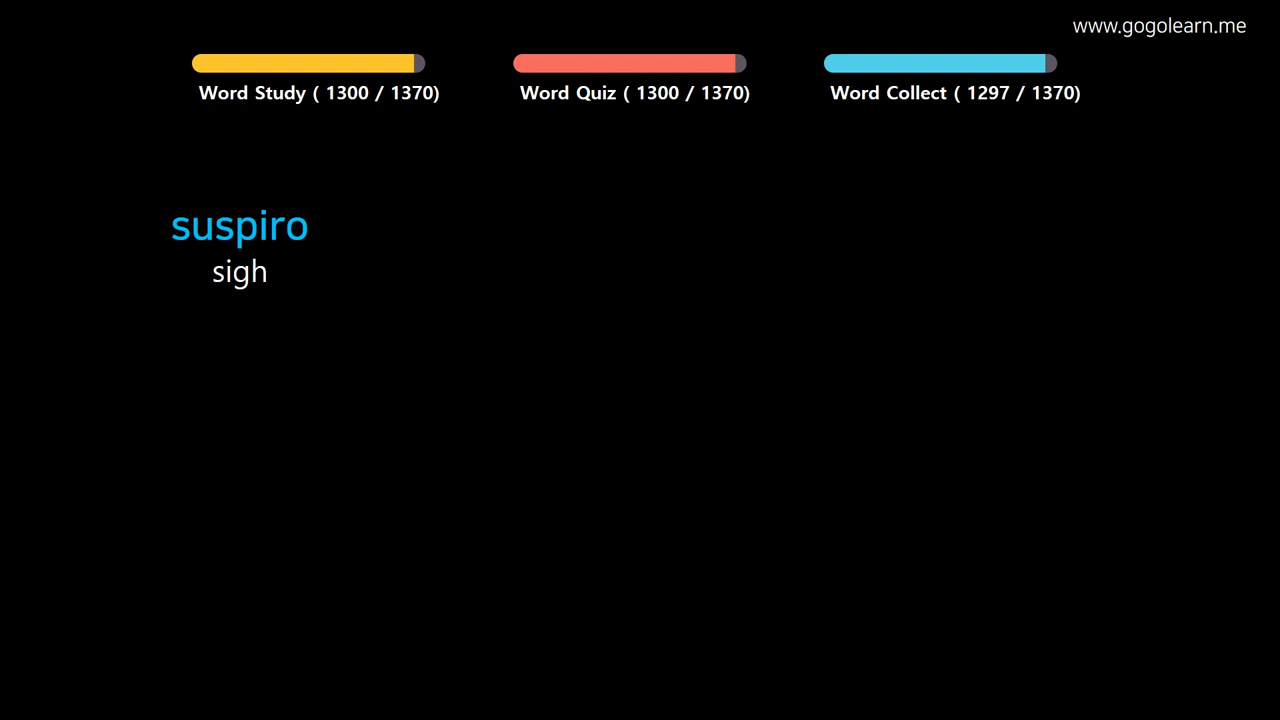 www.gogolearn.me
Word Study ( 1300 / 1370)
Word Quiz ( 1300 / 1370)
Word Collect ( 1297 / 1370)
suspiro
sigh